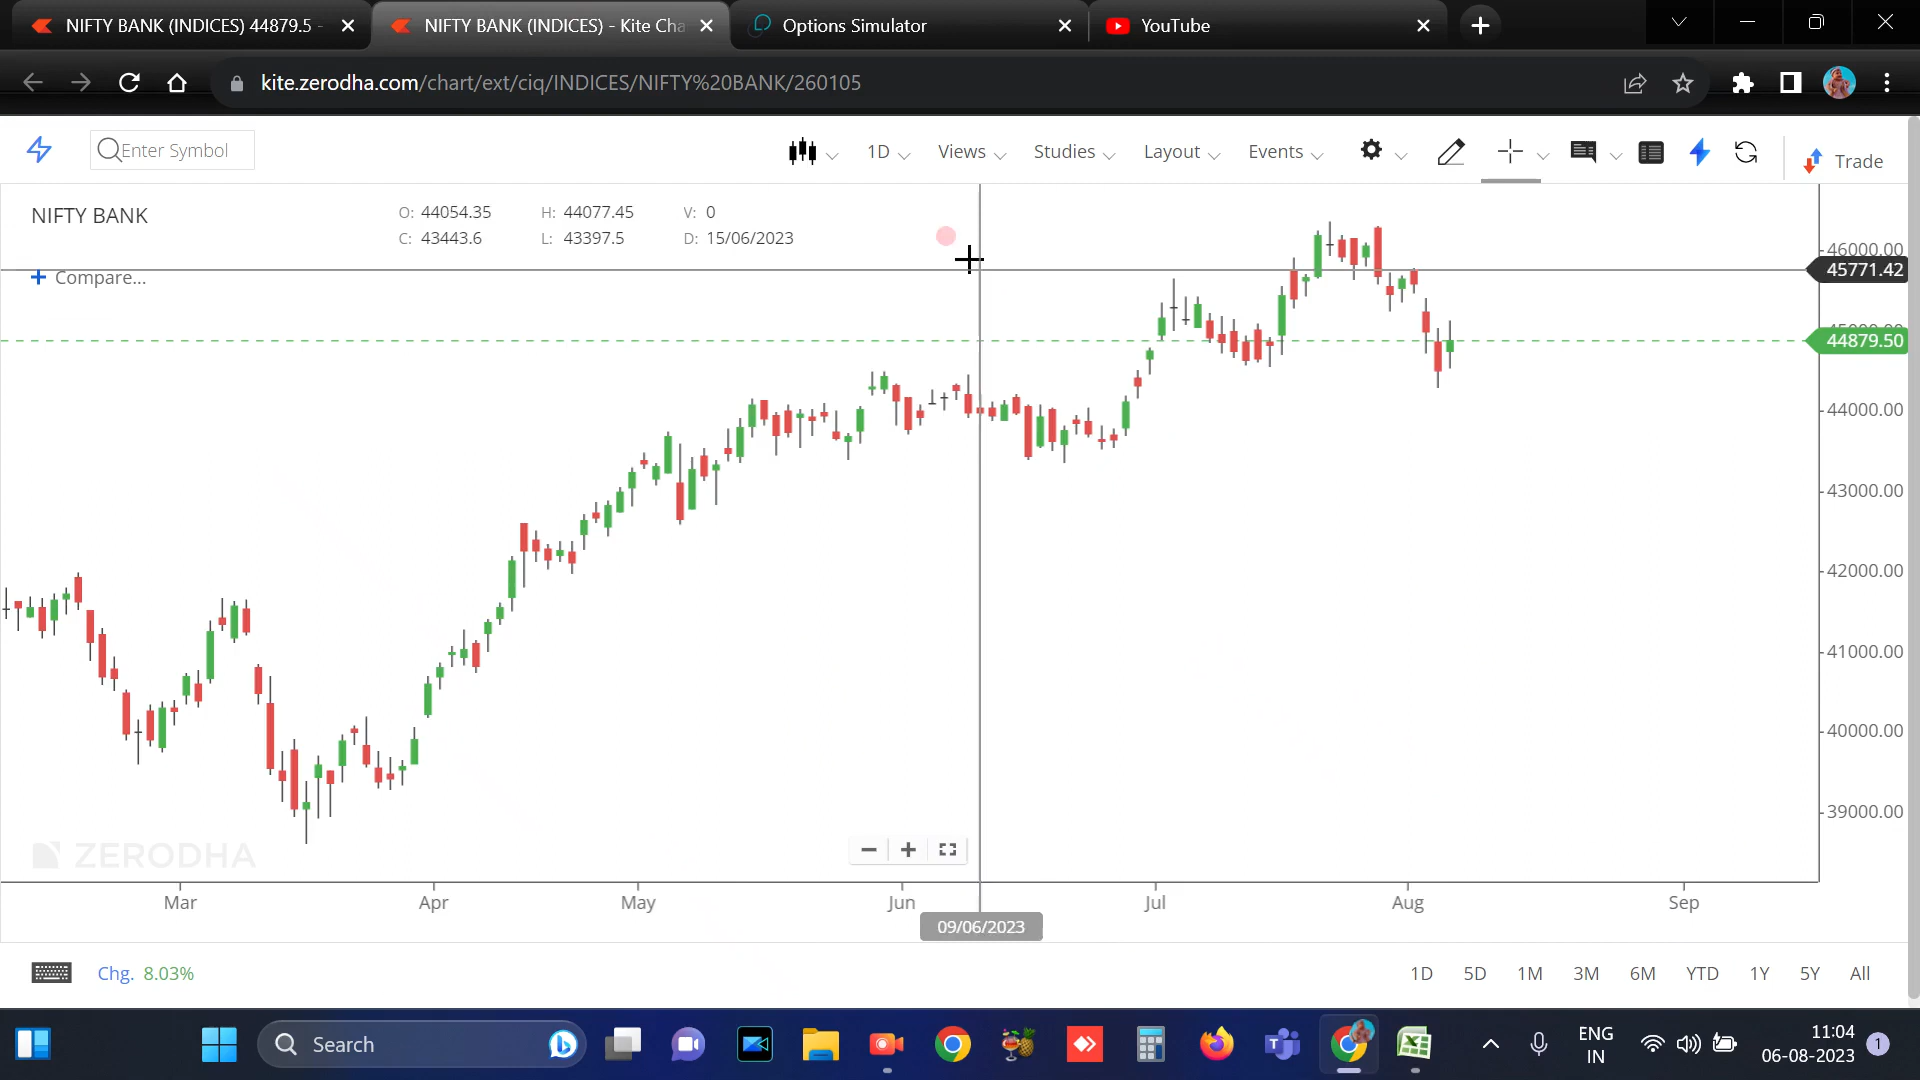 NIFTY BANK (INDICES) 44879.5 -
NIFTY BANK (INDICES) - Kite Cha
Options Simulator
YouTube
kite.zerodha.com/chart/ext/ciq/INDICES/NIFTY%20BANK/260105
Enter Symbol
1D
Views
Studies
Layout
Events
Trade
NIFTY BANK
O: 44054.35 H: 44077.45 V: 0
C: 43443.6 L: 43397.5 D: 15/06/2023
+ Compare...
46000.00
45771.42
44879.50
44000.00
43000.00
42000.00
41000.00
40000.00
39000.00
ZERODHA
Mar Apr May Jun Jul Aug Sep
09/06/2023
Chg. 8.03%
1D 5D 1M 3M 6M YTD 1Y 5Y All
Search
ENG
IN
11:04
06-08-2023
1